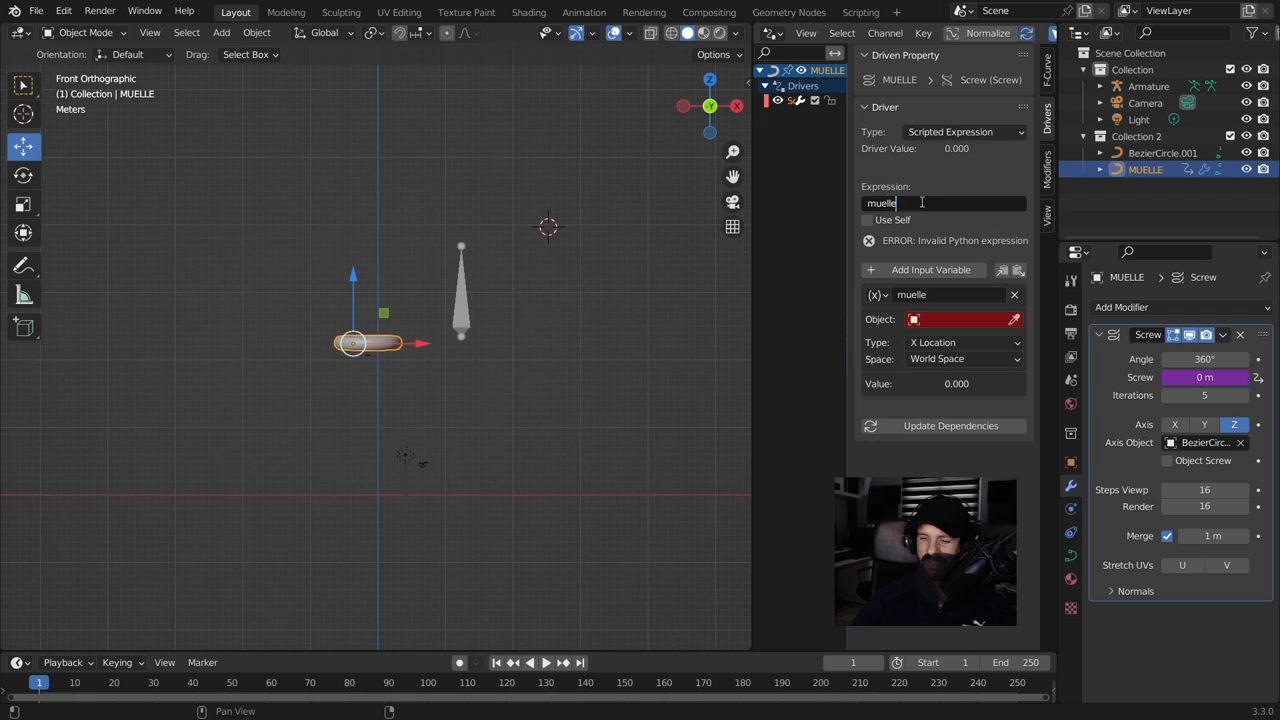 File Edit Render Window Help
Layout Modeling Sculpting UV Editing Texture Paint Shading Animation Rendering Compositing Geometry Nodes Scripting
Scene
ViewLayer
Object Mode View Select Add Object Global
View Select Channel Key Normalize
Orientation: Default Drag: Select Box Options
Front Orthographic
(1) Collection | MUELLE
Meters
Z
-Y
X
MUELLE
Drivers
Sc
Driven Property
MUELLE Screw (Screw)
Driver
Type: Scripted Expression
Driver Value: 0.000
Expression:
muelle
Use Self
ERROR: Invalid Python expression
Add Input Variable
(x) muelle
Object:
Type: X Location
Space: World Space
Value: 0.000
Update Dependencies
F-Curve
Drivers
Modifiers
View
Scene Collection
Collection
Armature
Camera
Light
Collection 2
BezierCircle.001
MUELLE
MUELLE Screw
Add Modifier
Screw
Angle 360°
Screw 0 m
Iterations 5
Axis X Y Z
Axis Object BezierCirc...
Object Screw
Steps Viewp 16
Render 16
Merge 1 m
Stretch UVs U V
Normals
Playback Keying View Marker
1 Start 1 End 250
1 10 20 30 40 50 60 70 80 90 100 110 120 130 140 150 160 170 180 190 200 210 220 230 240 250
Pan View
3.3.0